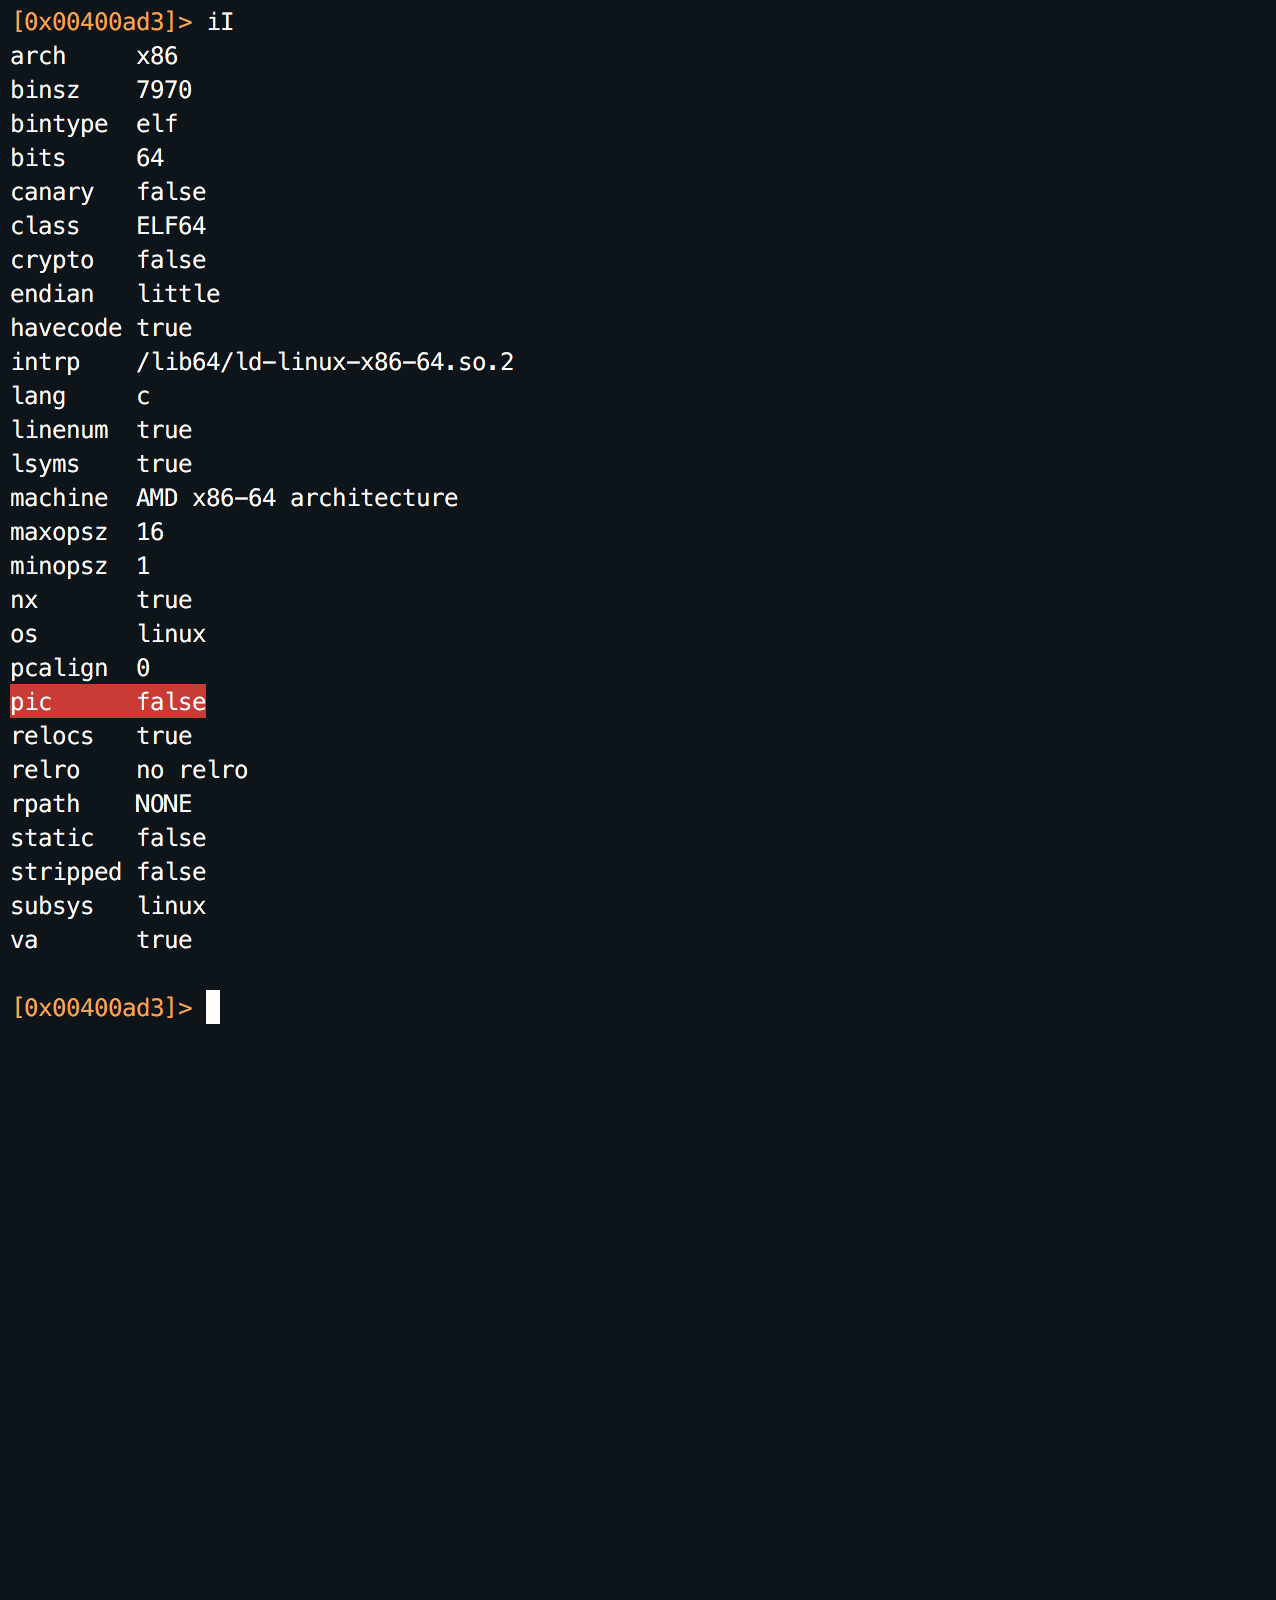 [0x00400ad3]> iI
arch     x86
binsz    7970
bintype  elf
bits     64
canary   false
class    ELF64
crypto   false
endian   little
havecode true
intrp    /lib64/ld-linux-x86-64.so.2
lang     c
linenum  true
lsyms    true
machine  AMD x86-64 architecture
maxopsz  16
minopsz  1
nx       true
os       linux
pcalign  0
pic      false
relocs   true
relro    no relro
rpath    NONE
static   false
stripped false
subsys   linux
va       true
[0x00400ad3]>